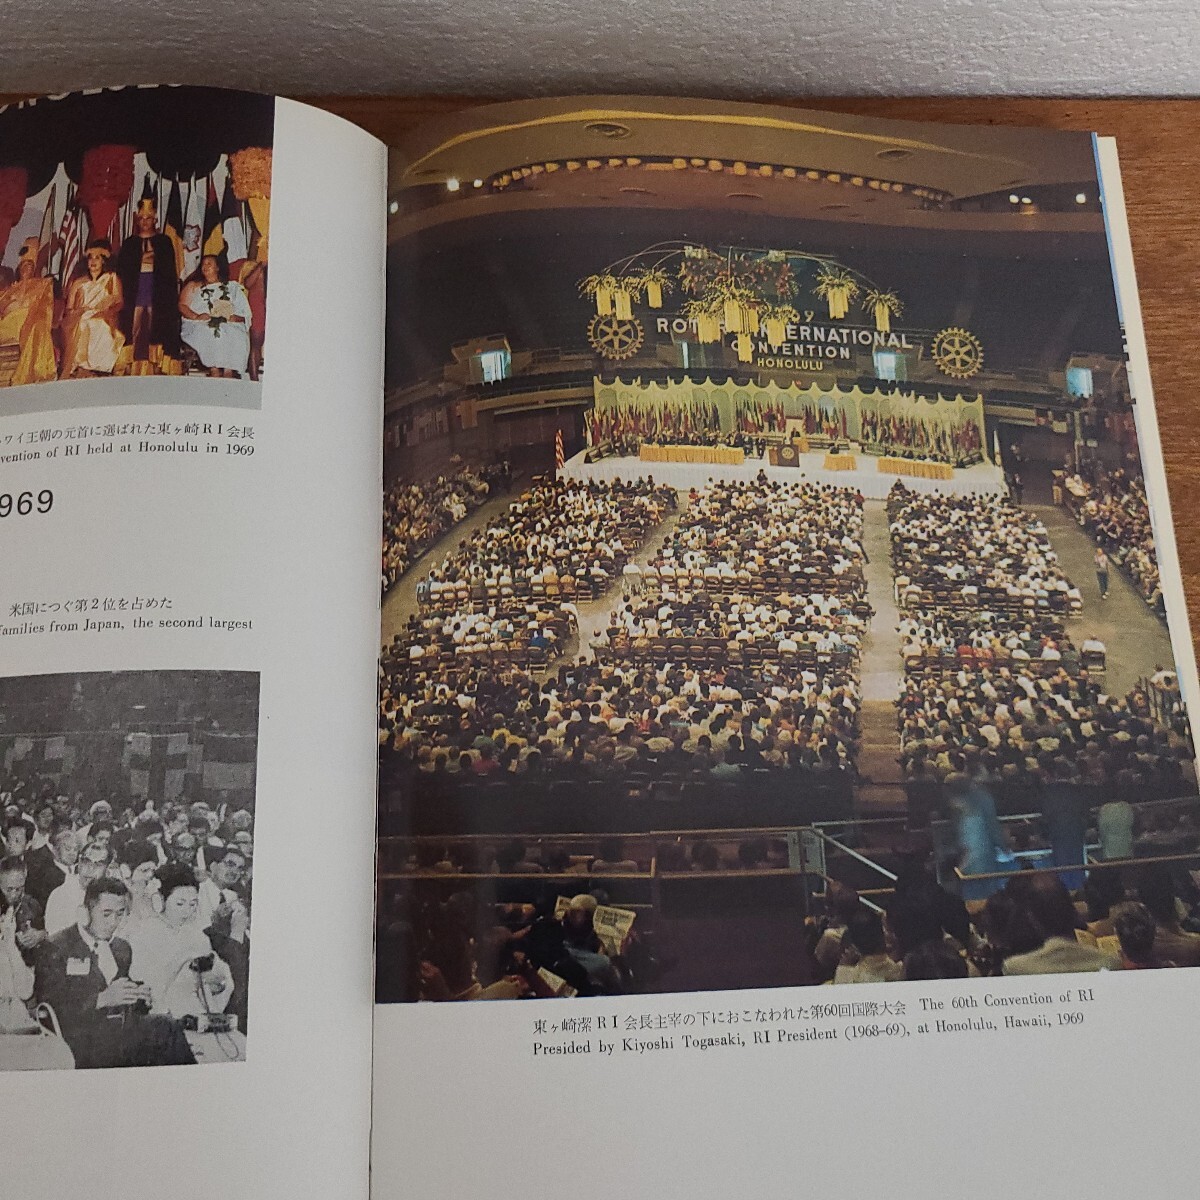 ワイ王朝の元首に選ばれた東ヶ崎RI会長
vention of RI held at Honolulu in 1969
1969
米国につぐ第2位を占めた
families from Japan, the second largest
INTERNATIONAL
CONVENTION
HONOLULU
東ヶ崎潔RI会長主宰の下におこなわれた第60回国際大会 The 60th Convention of RI
Presided by Kiyoshi Togasaki, RI President (1968-69), at Honolulu, Hawaii, 1969